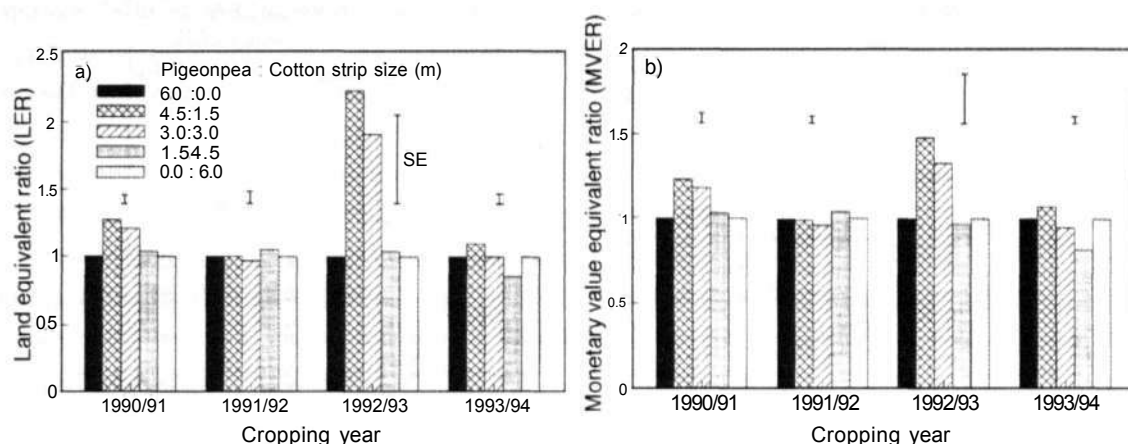 a)
Pigeonpea : Cotton strip size (m)
60 :0.0
4.5:1.5
3.0:3.0
1.54.5
0.0 : 6.0
SE
Land equivalent ratio (LER)
2.5
2
1.5
1
05
0
1990/91 1991/92 1992/93 1993/94
Cropping year
b)
Monetary value equivalent ratio (MVER)
2
1.5
1
0.5
0
1990/91 1991/92 1992/93 1993/94
Cropping year